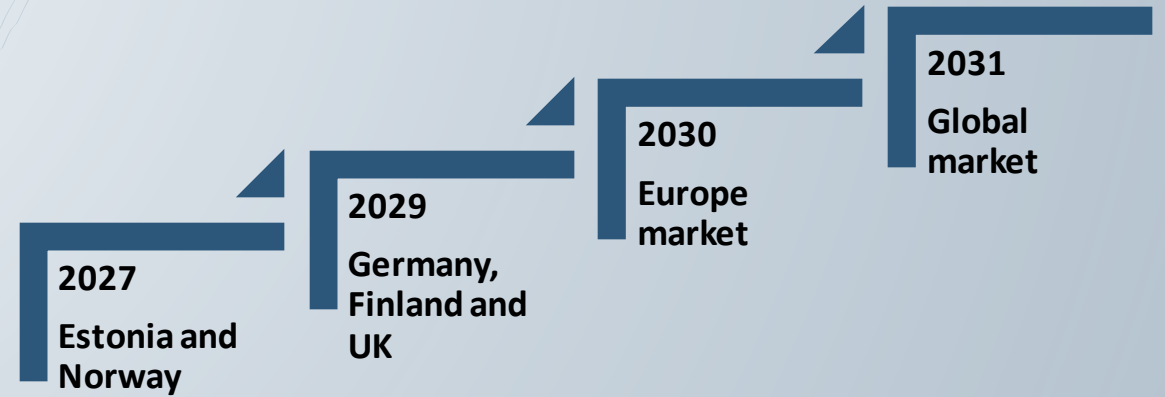 2027
Estonia and
Norway
2029
Germany,
Finland and
UK
2030
Europe
market
2031
Global
market